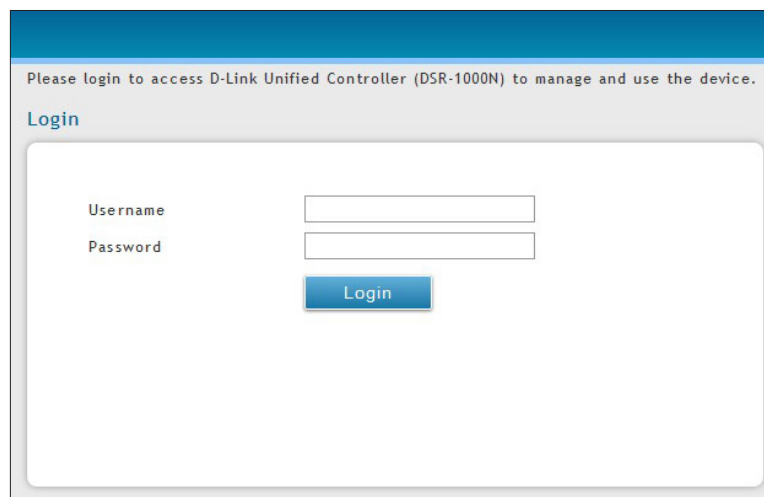 Please login to access D-Link Unified Controller (DSR-1000N) to manage and use the device.
Login
Username
Password
Login